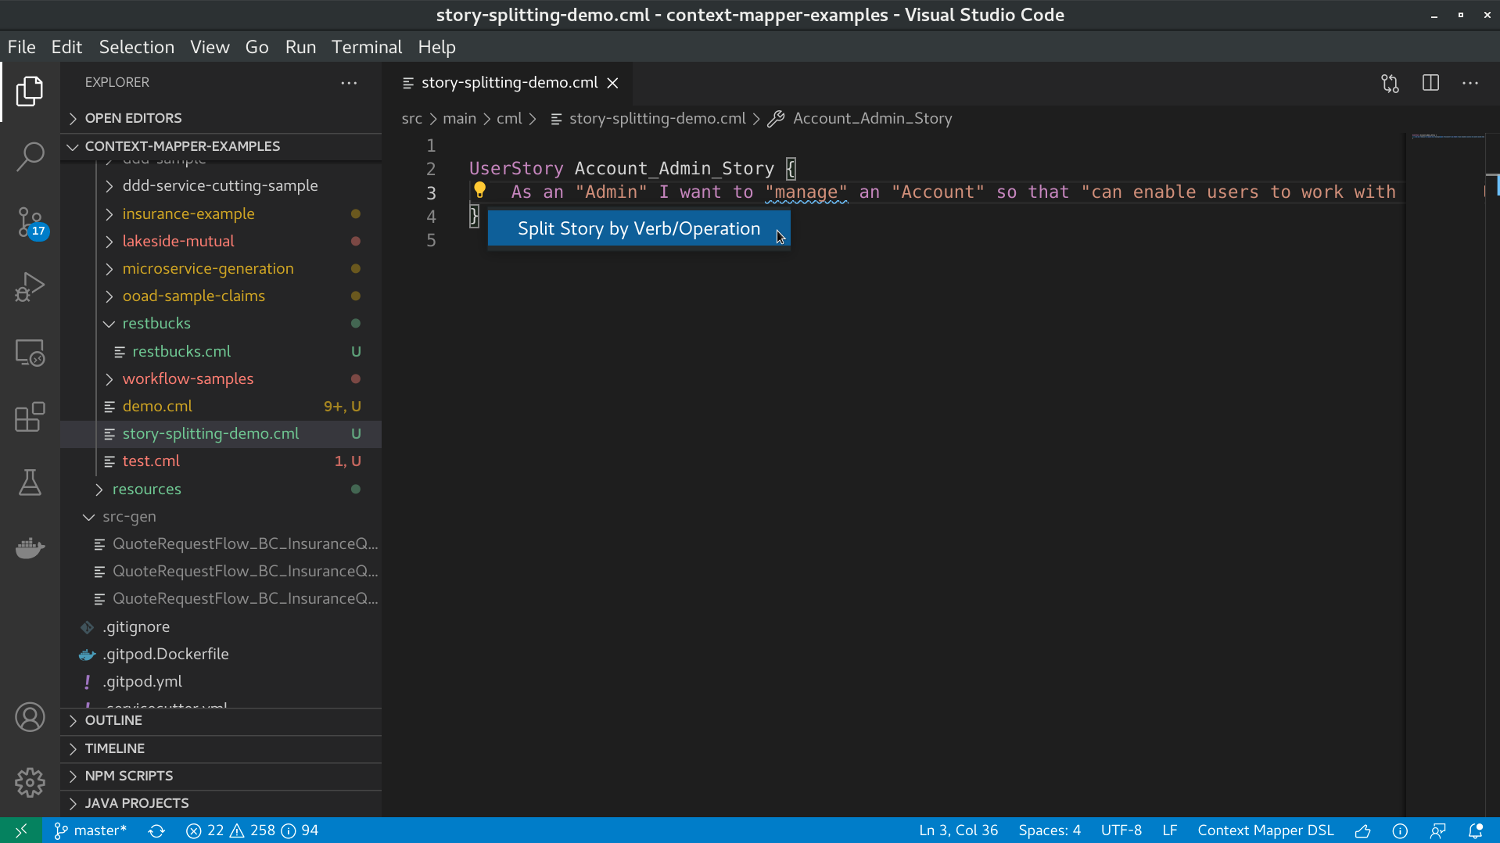 story-splitting-demo.cml - context-mapper-examples - Visual Studio Code
File Edit Selection View Go Run Terminal Help
EXPLORER
OPEN EDITORS
CONTEXT-MAPPER-EXAMPLES
ddd-sample
ddd-service-cutting-sample
insurance-example
lakeside-mutual
microservice-generation
ooad-sample-claims
restbucks
restbucks.cml U
workflow-samples
demo.cml 9+, U
story-splitting-demo.cml U
test.cml 1, U
resources
src-gen
QuoteRequestFlow_BC_InsuranceQ...
QuoteRequestFlow_BC_InsuranceQ...
QuoteRequestFlow_BC_InsuranceQ...
.gitignore
.gitpod.Dockerfile
.gitpod.yml
.servicecutter.yml
OUTLINE
TIMELINE
NPM SCRIPTS
JAVA PROJECTS
17
story-splitting-demo.cml
src > main > cml > story-splitting-demo.cml > Account_Admin_Story
1
2 UserStory Account_Admin_Story {
3 As an "Admin" I want to "manage" an "Account" so that "can enable users to work with
4 }
5
Split Story by Verb/Operation
master* 22 258 94
Ln 3, Col 36 Spaces: 4 UTF-8 LF Context Mapper DSL